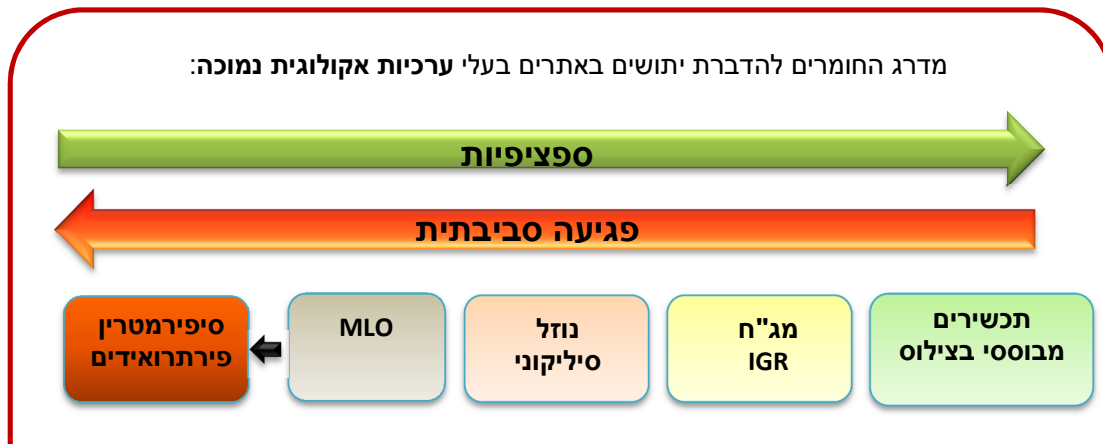 מדרג החומרים להדברת יתושים באתרים בעלי ערכיות אקולוגית נמוכה:
ספציפיות
פגיעה סביבתית
תכשירים
מבוססי בצילוס
מג"ח
IGR
נוזל
סיליקוני
MLO
סיפירמטרין
פירתרואידים